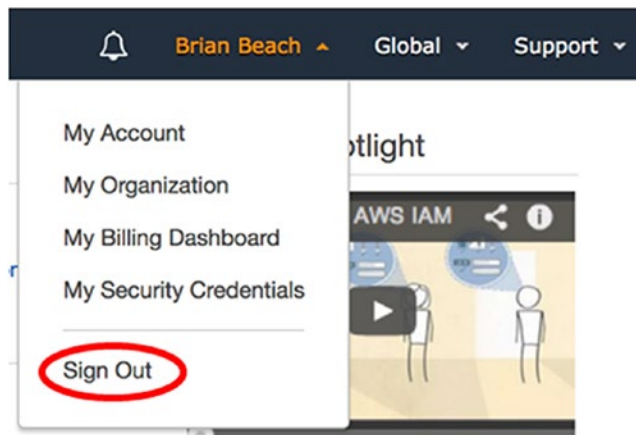 Brian Beach Global Support
My Account
My Organization
My Billing Dashboard
My Security Credentials
Sign Out
otlight
AWS IAM